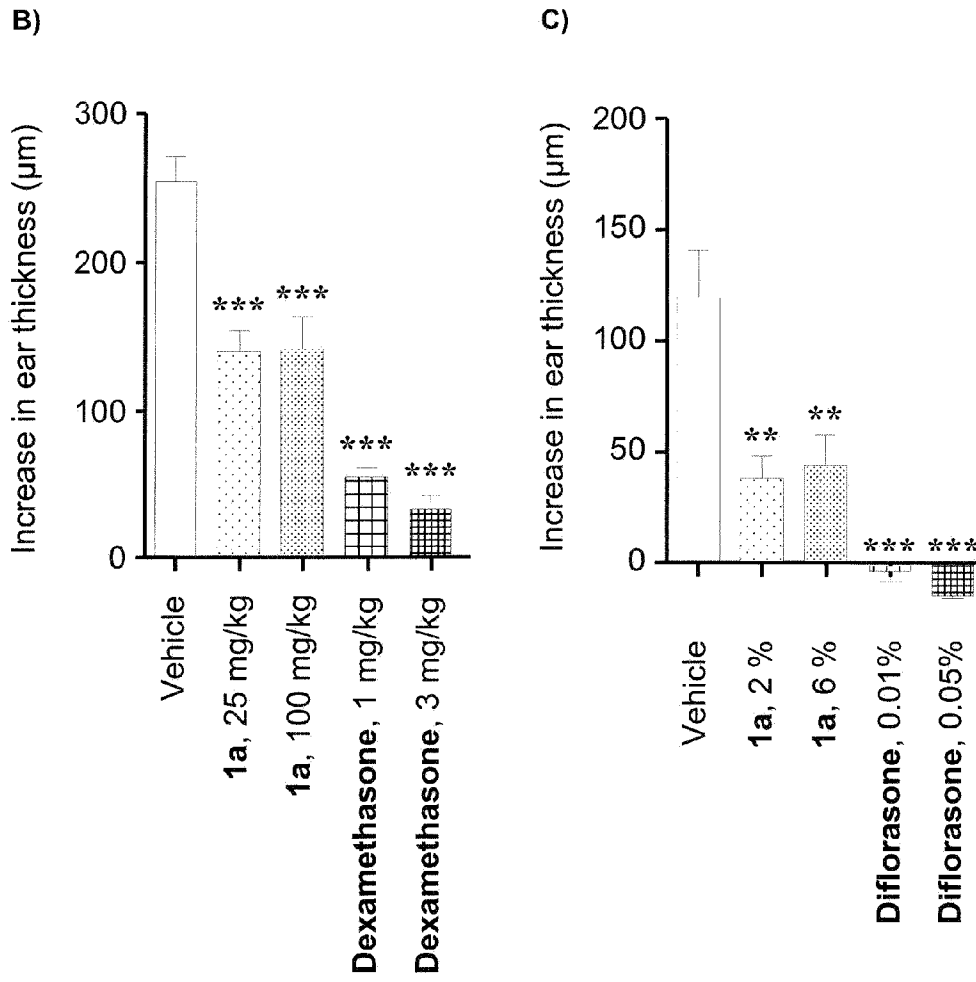 B)
Increase in ear thickness (µm)
300
200
100
0
***
***
***
***
Vehicle
1a, 25 mg/kg
1a, 100 mg/kg
Dexamethasone, 1 mg/kg
Dexamethasone, 3 mg/kg
C)
Increase in ear thickness (µm)
200
150
100
50
0
**
**
***
***
Vehicle
1a, 2 %
1a, 6 %
Diflorasone, 0.01%
Diflorasone, 0.05%